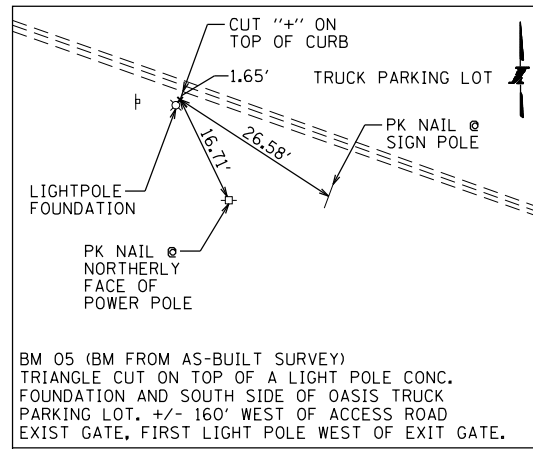 CUT "+" ON
TOP OF CURB
1.65'
TRUCK PARKING LOT
PK NAIL @
SIGN POLE
26.58'
16.71'
LIGHTPOLE
FOUNDATION
PK NAIL @
NORTHERLY
FACE OF
POWER POLE
BM 05 (BM FROM AS-BUILT SURVEY)
TRIANGLE CUT ON TOP OF A LIGHT POLE CONC.
FOUNDATION AND SOUTH SIDE OF OASIS TRUCK
PARKING LOT. +/- 160' WEST OF ACCESS ROAD
EXIST GATE, FIRST LIGHT POLE WEST OF EXIT GATE.